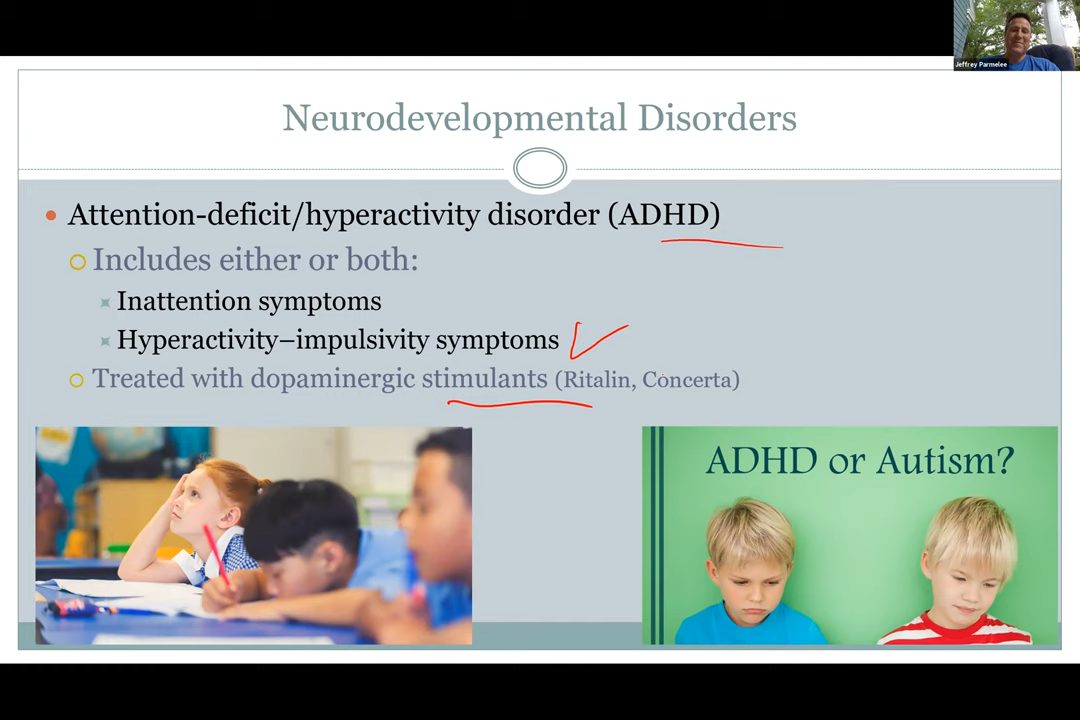 Jeffrey Parmelee
Neurodevelopmental Disorders
Attention-deficit/hyperactivity disorder (ADHD)
Includes either or both:
Inattention symptoms
Hyperactivity–impulsivity symptoms
Treated with dopaminergic stimulants (Ritalin, Concerta)
ADHD or Autism?